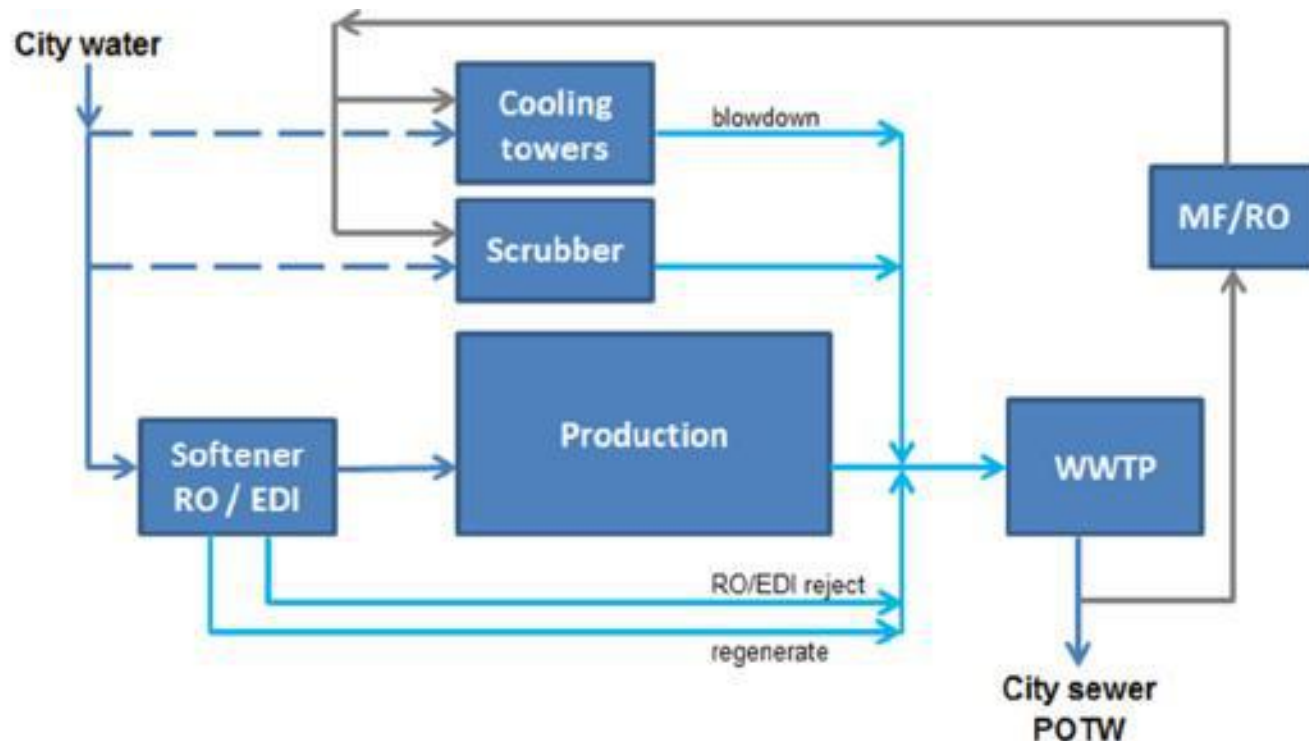 City water
Cooling
towers
blowdown
Scrubber
MF/RO
Softener
RO / EDI
Production
WWTP
RO/EDI reject
regenerate
City sewer
POTW